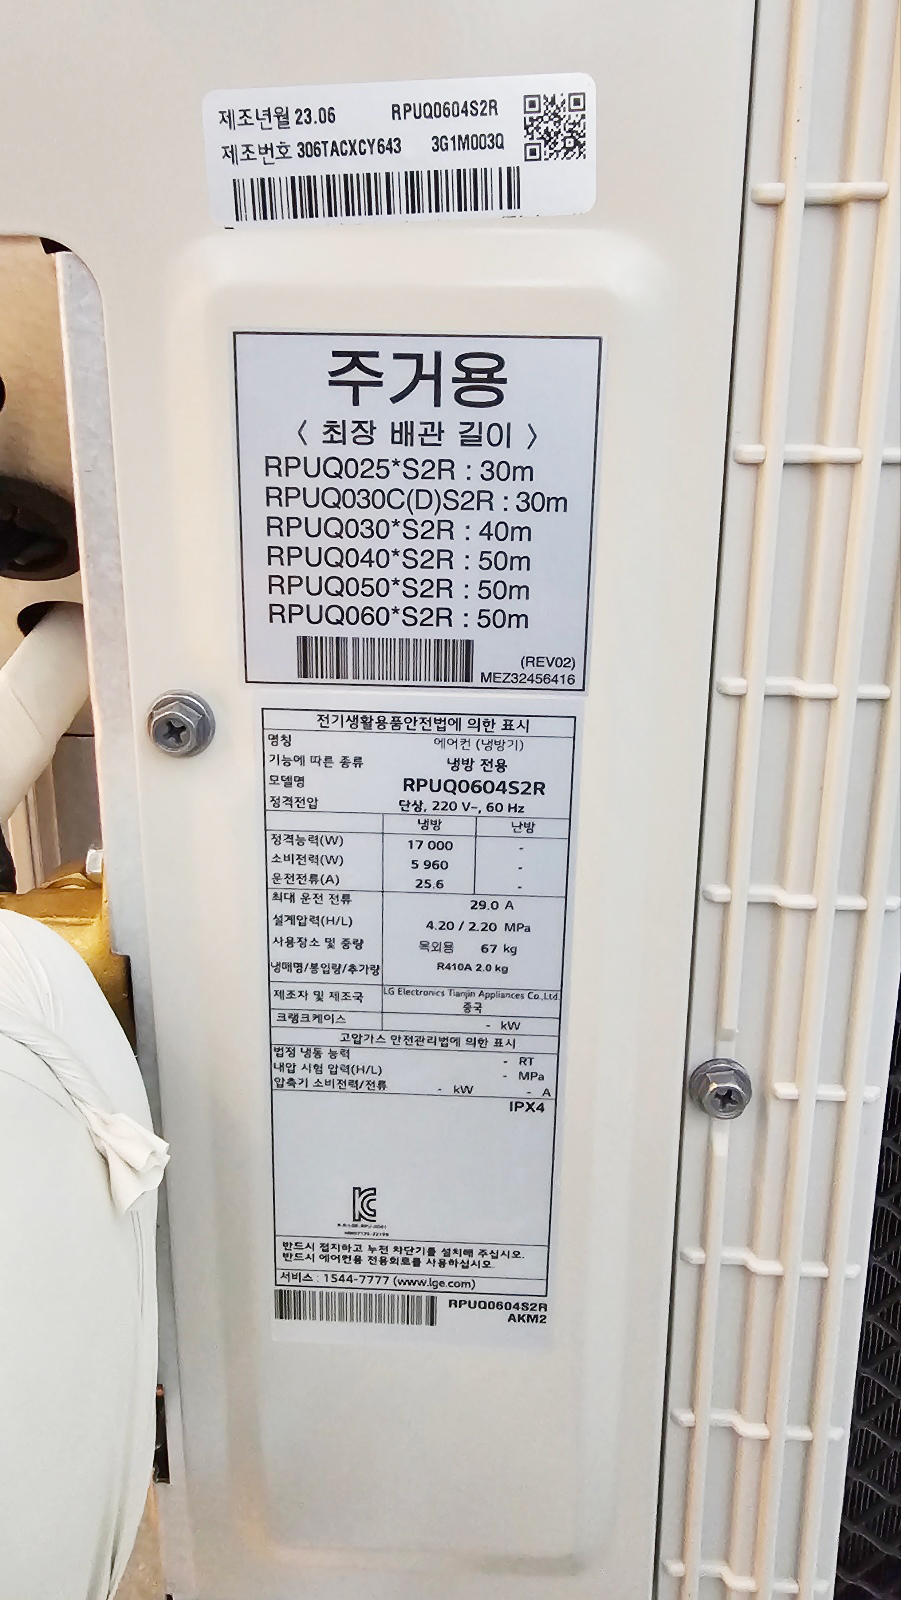 제조년월 23.06 RPUQ0604S2R
제조번호 306TACXCY643 3G1M003Q
주거용
〈 최장 배관 길이 〉
RPUQ025*S2R : 30m
RPUQ030C(D)S2R : 30m
RPUQ030*S2R : 40m
RPUQ040*S2R : 50m
RPUQ050*S2R : 50m
RPUQ060*S2R : 50m
(REV02)
MEZ32456416
전기생활용품안전법에 의한 표시
명칭 에어컨 (냉방기)
기능에 따른 종류 냉방 전용
모델명 RPUQ0604S2R
정격전압 단상, 220 V~, 60 Hz
냉방 난방
정격능력(W) 17 000 -
소비전력(W) 5 960 -
운전전류(A) 25.6 -
최대 운전 전류 29.0 A
설계압력(H/L) 4.20 / 2.20 MPa
사용장소 및 중량 옥외용 67 kg
냉매명/봉입량/추가량 R410A 2.0 kg
제조자 및 제조국 LG Electronics Tianjin Appliances Co.,Ltd.
중국
크랭크케이스 - kW
고압가스 안전관리법에 의한 표시
법정 냉동 능력 - RT
내압 시험 압력(H/L) - MPa
압축기 소비전력/전류 - kW - A
IPX4
반드시 접지하고 누전 차단기를 설치해 주십시오.
반드시 에어컨용 전용회로를 사용하십시오.
서비스 : 1544-7777 (www.lge.com)
RPUQ0604S2R
AKM2